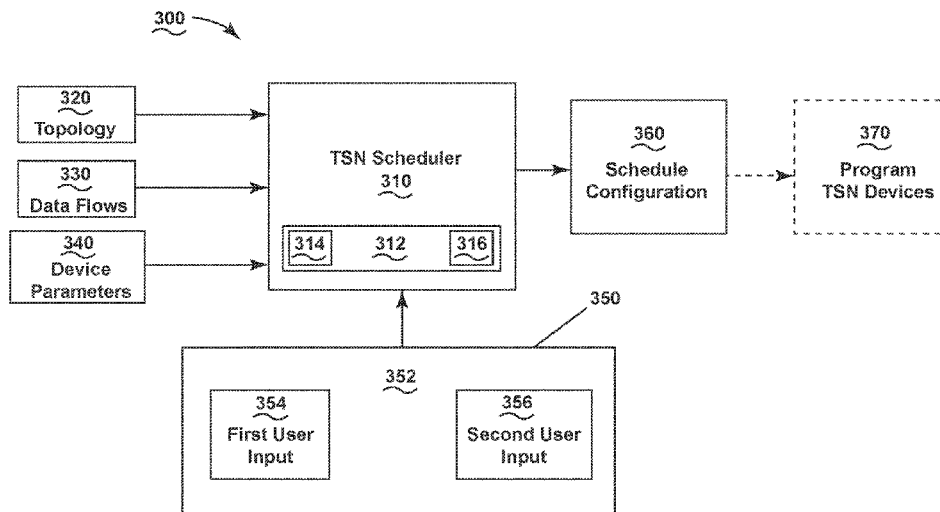 300
320
Topology
330
Data Flows
340
Device
Parameters
TSN Scheduler
310
314
312
316
360
Schedule
Configuration
370
Program
TSN Devices
350
352
354
First User
Input
356
Second User
Input